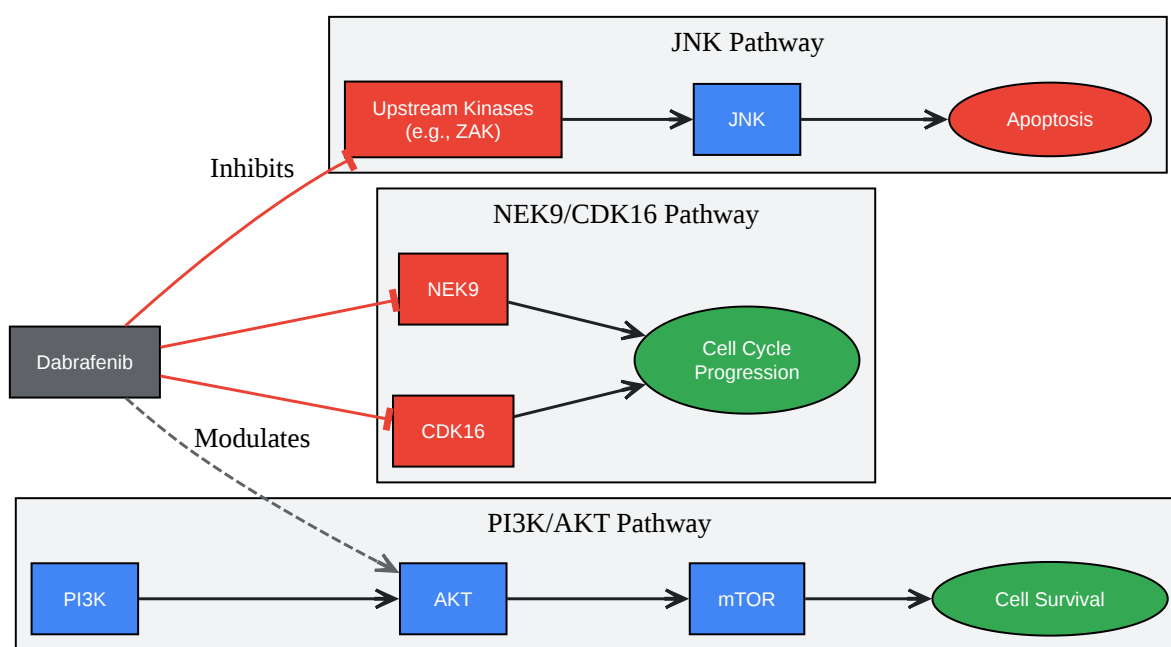 JNK Pathway
Upstream Kinases
(e.g., ZAK)
JNK
Apoptosis
Inhibits
NEK9/CDK16 Pathway
NEK9
Cell Cycle
Progression
Dabrafenib
CDK16
Modulates
PI3K/AKT Pathway
PI3K
AKT
mTOR
Cell Survival